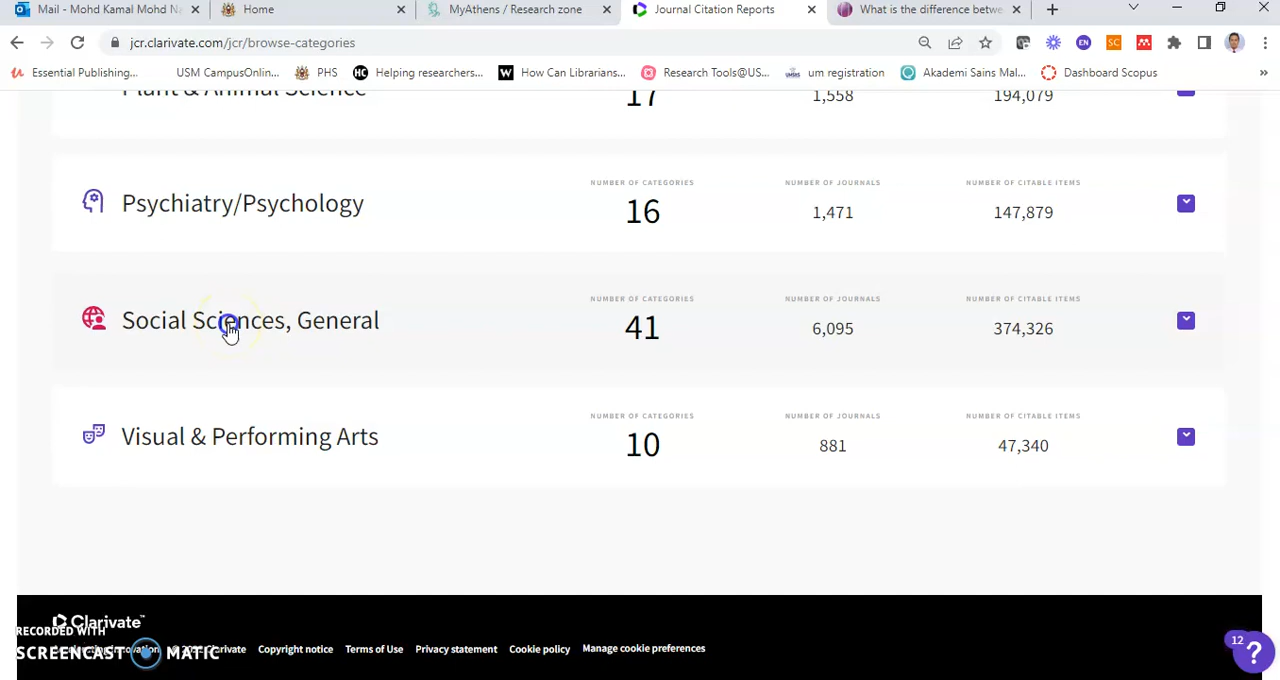 Mail - Mohd Kamal Mohd N
Home
MyAthens / Research zone
Journal Citation Reports
What is the difference betwe
jcr.clarivate.com/jcr/browse-categories
Essential Publishing...
USM CampusOnlin...
PHS
Helping researchers...
How Can Librarians...
Research Tools@US...
um registration
Akademi Sains Mal...
Dashboard Scopus
Plant & Animal Science
17
1,558
194,079
NUMBER OF CATEGORIES
NUMBER OF JOURNALS
NUMBER OF CITABLE ITEMS
Psychiatry/Psychology
16
1,471
147,879
NUMBER OF CATEGORIES
NUMBER OF JOURNALS
NUMBER OF CITABLE ITEMS
Social Sciences, General
41
6,095
374,326
NUMBER OF CATEGORIES
NUMBER OF JOURNALS
NUMBER OF CITABLE ITEMS
Visual & Performing Arts
10
881
47,340
Clarivate™
RECORDED WITH
SCREENCAST MATIC
Clarivate
Copyright notice
Terms of Use
Privacy statement
Cookie policy
Manage cookie preferences
12
?